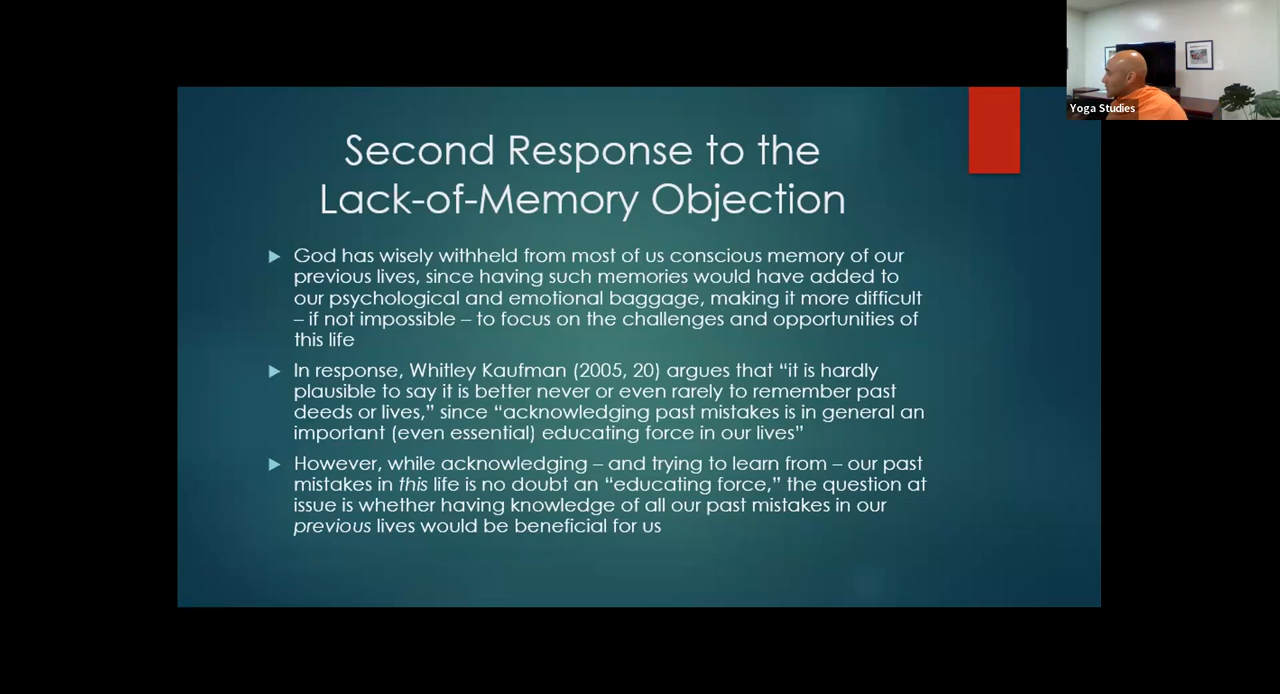 Yoga Studies
Second Response to the
Lack-of-Memory Objection
God has wisely withheld from most of us conscious memory of our
previous lives, since having such memories would have added to
our psychological and emotional baggage, making it more difficult
– if not impossible – to focus on the challenges and opportunities of
this life
In response, Whitley Kaufman (2005, 20) argues that “it is hardly
plausible to say it is better never or even rarely to remember past
deeds or lives,” since “acknowledging past mistakes is in general an
important (even essential) educating force in our lives”
However, while acknowledging – and trying to learn from – our past
mistakes in this life is no doubt an “educating force,” the question at
issue is whether having knowledge of all our past mistakes in our
previous lives would be beneficial for us